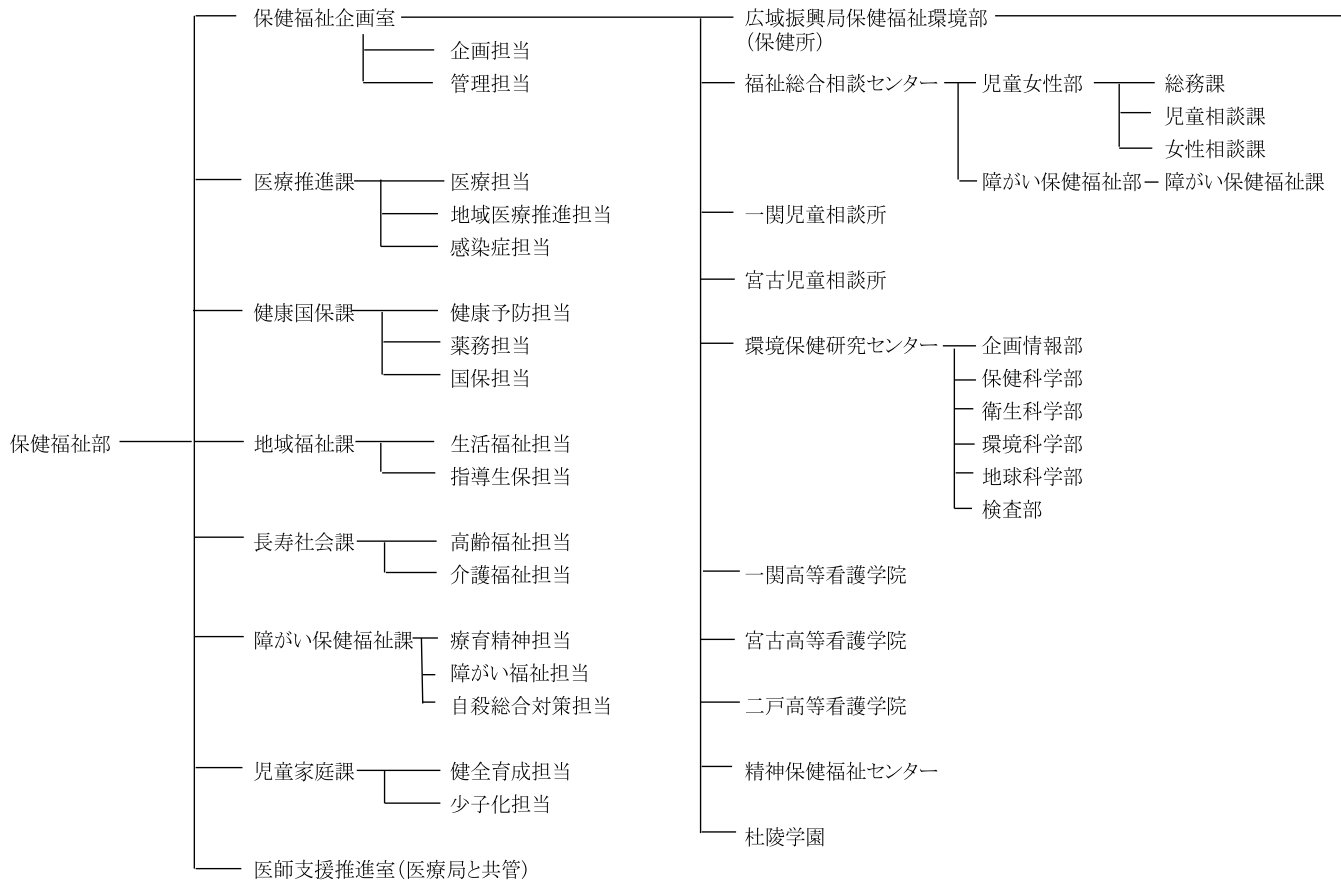 保健福祉部
保健福祉企画室
企画担当
管理担当
医療推進課
医療担当
地域医療推進担当
感染症担当
健康国保課
健康予防担当
薬務担当
国保担当
地域福祉課
生活福祉担当
指導生保担当
長寿社会課
高齢福祉担当
介護福祉担当
障がい保健福祉課
療育精神担当
障がい福祉担当
自殺総合対策担当
児童家庭課
健全育成担当
少子化担当
医師支援推進室（医療局と共管）
広域振興局保健福祉環境部
（保健所）
福祉総合相談センター
児童女性部
総務課
児童相談課
女性相談課
障がい保健福祉部
障がい保健福祉課
一関児童相談所
宮古児童相談所
環境保健研究センター
企画情報部
保健科学部
衛生科学部
環境科学部
地球科学部
検査部
一関高等看護学院
宮古高等看護学院
二戸高等看護学院
精神保健福祉センター
杜陵学園